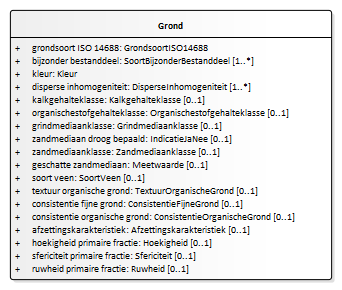 Grond
+ grondsoort ISO 14688: GrondsoortISO14688
+ bijzonder bestanddeel: SoortBijzonderBestanddeel [1..*]
+ kleur: Kleur
+ disperse inhomogeniteit: DisperseInhomogeniteit [1..*]
+ kalkgehalteklasse: Kalkgehalteklasse [0..1]
+ organischestofgehalteklasse: Organischestofgehalteklasse [0..1]
+ grindmediaanklasse: Grindmediaanklasse [0..1]
+ zandmediaan droog bepaald: IndicatieJaNee [0..1]
+ zandmediaanklasse: Zandmediaanklasse [0..1]
+ geschatte zandmediaan: Meetwaarde [0..1]
+ soort veen: SoortVeen [0..1]
+ textuur organische grond: TextuurOrganischeGrond [0..1]
+ consistentie fijne grond: ConsistentieFijneGrond [0..1]
+ consistentie organische grond: ConsistentieOrganischeGrond [0..1]
+ afzettingskarakteristiek: Afzettingskarakteristiek [0..1]
+ hoekigheid primaire fractie: Hoekigheid [0..1]
+ sfericiteit primaire fractie: Sfericiteit [0..1]
+ ruwheid primaire fractie: Ruwheid [0..1]